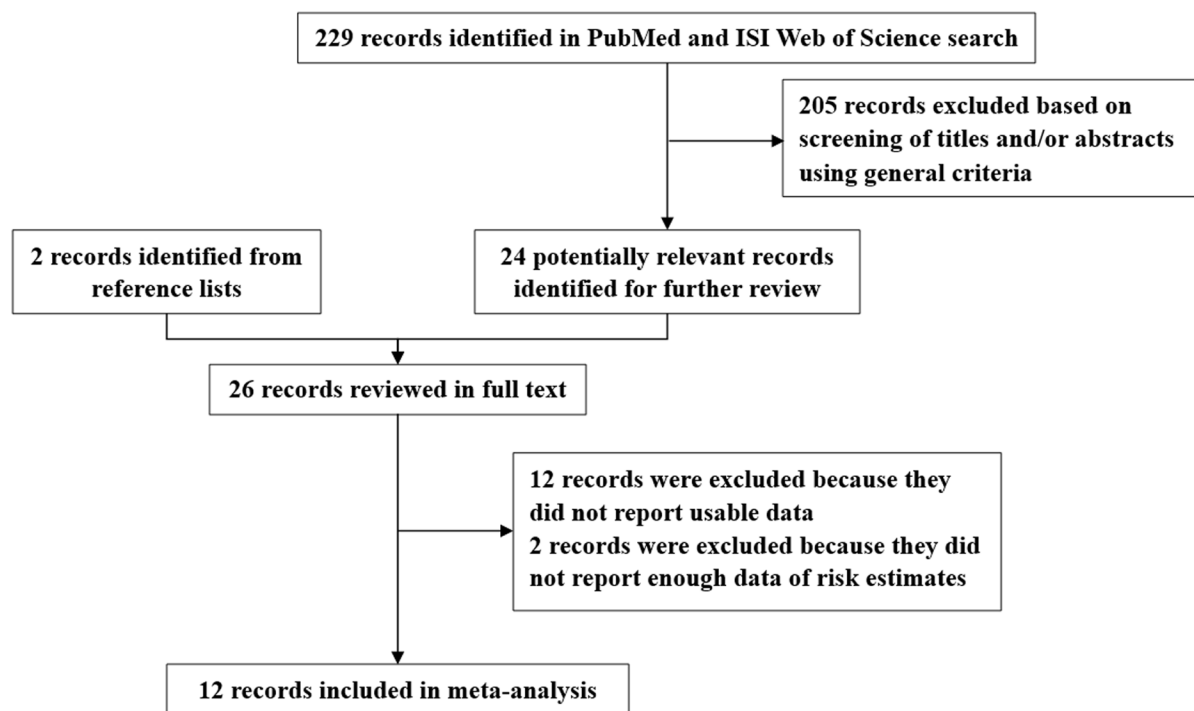 229 records identified in PubMed and ISI Web of Science search
205 records excluded based on
screening of titles and/or abstracts
using general criteria
2 records identified from
reference lists
24 potentially relevant records
identified for further review
26 records reviewed in full text
12 records were excluded because they
did not report usable data
2 records were excluded because they did
not report enough data of risk estimates
12 records included in meta-analysis